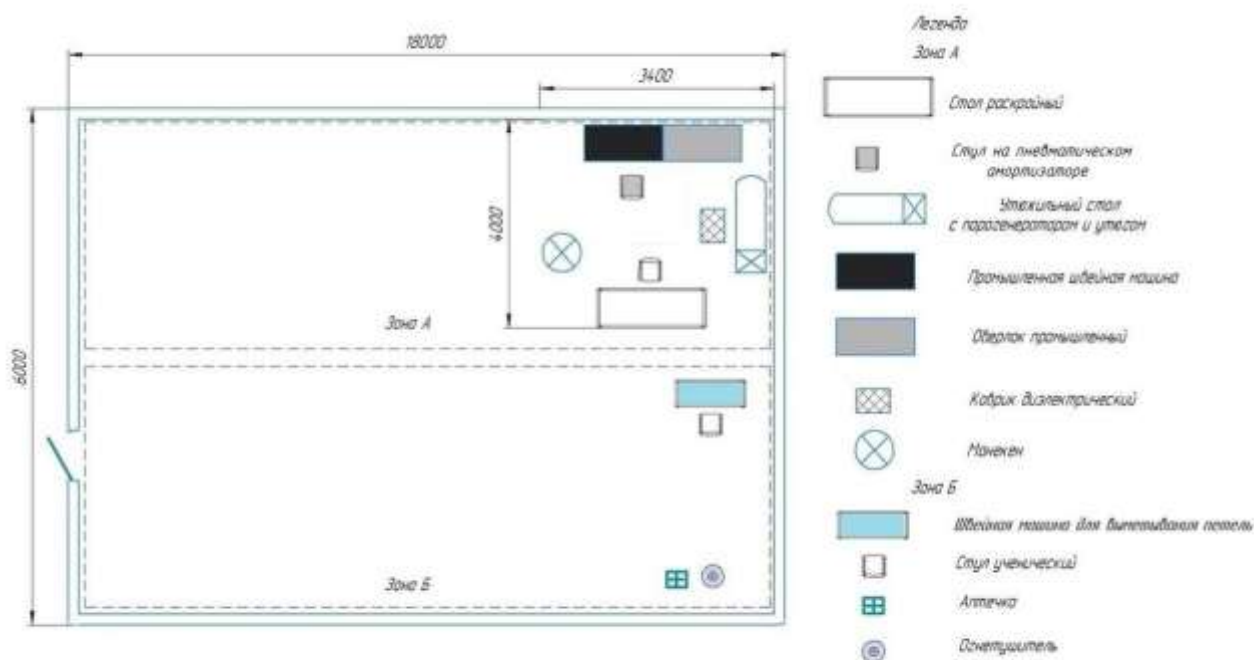 18000
3400
4000
6000
Зона А
Зона Б
Легенда
Зона А
Стол раскройный
Стул на пневматическом
амортизаторе
Утюжильный стол
с парогенератором и утюгом
Промышленная швейная машина
Оверлок промышленный
Коврик диэлектрический
Манекен
Зона Б
Швейная машина для выметывания петель
Стул ученический
Аптечка
Огнетушитель